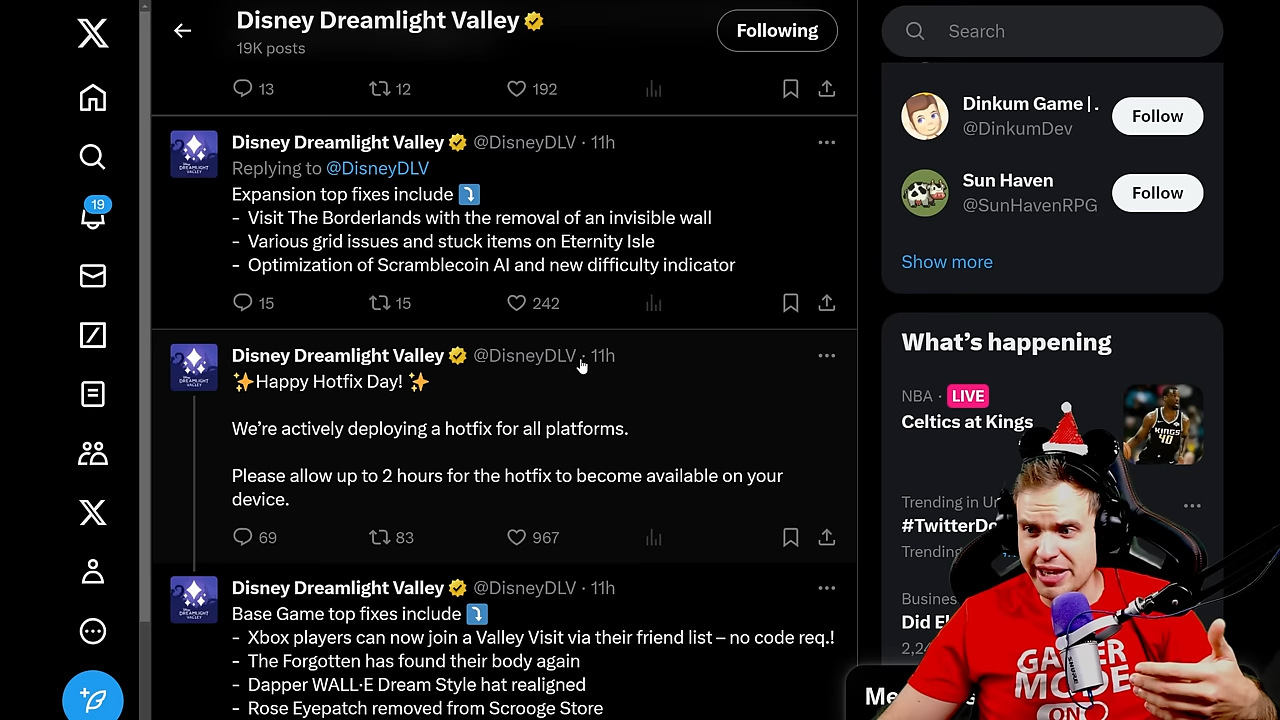 Disney Dreamlight Valley
19K posts
Following
Search
13
12
192
Dinkum Game | .
@DinkumDev
Follow
Sun Haven
@SunHavenRPG
Follow
Show more
Disney Dreamlight Valley @DisneyDLV · 11h
Replying to @DisneyDLV
Expansion top fixes include ⤵️
- Visit The Borderlands with the removal of an invisible wall
- Various grid issues and stuck items on Eternity Isle
- Optimization of Scramblecoin AI and new difficulty indicator
15
15
242
19
Disney Dreamlight Valley @DisneyDLV · 11h
✨Happy Hotfix Day! ✨
We're actively deploying a hotfix for all platforms.
Please allow up to 2 hours for the hotfix to become available on your
device.
69
83
967
What's happening
NBA · LIVE
Celtics at Kings
KINGS
40
Trending in
Trending
Disney Dreamlight Valley @DisneyDLV · 11h
Base Game top fixes include ⤵️
- Xbox players can now join a Valley Visit via their friend list – no code req.!
- The Forgotten has found their body again
- Dapper WALL·E Dream Style hat realigned
- Rose Eyepatch removed from Scrooge Store
DREAMLIGHT
VALLEY
Did
ON
SHURE